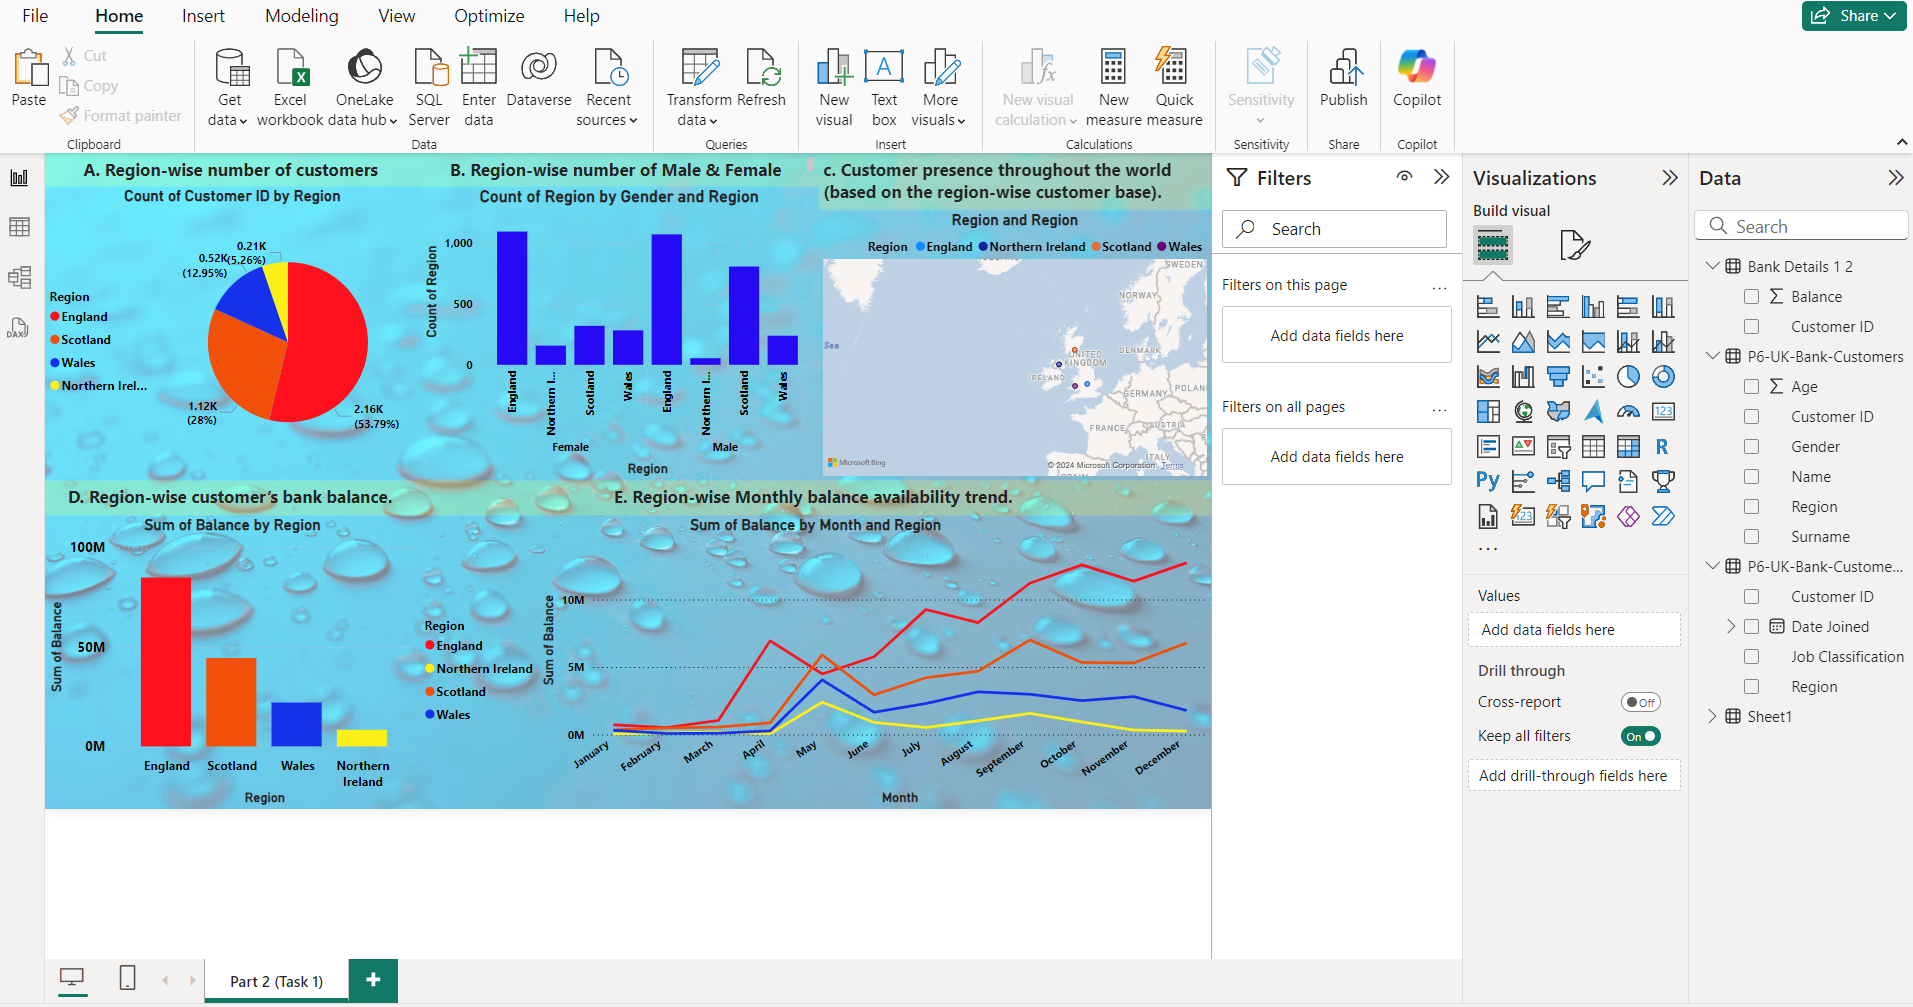 File Home Insert Modeling View Optimize Help
Share
Paste
Cut
Copy
Format painter
Clipboard
Get data
Excel workbook
OneLake data hub
SQL Server
Enter data
Dataverse
Recent sources
Data
Transform data
Refresh
Queries
New visual
Text box
More visuals
Insert
New visual calculation
New measure
Quick measure
Calculations
Sensitivity
Sensitivity
Publish
Share
Copilot
Copilot
A. Region-wise number of customers
Count of Customer ID by Region
Region
England
Scotland
Wales
Northern Irel...
0.21K
(5.26%)
0.52K
(12.95%)
1.12K
(28%)
2.16K
(53.79%)
B. Region-wise number of Male & Female
Count of Region by Gender and Region
Count of Region
1,000
500
0
England
Northern I...
Scotland
Wales
England
Northern I...
Scotland
Wales
Female
Male
Region
c. Customer presence throughout the world
(based on the region-wise customer base).
Region and Region
Region England Northern Ireland Scotland Wales
SWEDEN
NORWAY
Sea
UNITED
KINGDOM
DENMARK
IRELAND
GERMANY
POLAN
FRANCE
AUSTRIA
ITALY
Microsoft Bing
© 2024 Microsoft Corporation Terms
D. Region-wise customer’s bank balance.
Sum of Balance by Region
Sum of Balance
100M
50M
0M
England
Scotland
Wales
Northern
Ireland
Region
E. Region-wise Monthly balance availability trend.
Sum of Balance by Month and Region
Region
England
Northern Ireland
Scotland
Wales
Sum of Balance
10M
5M
0M
January
February
March
April
May
June
July
August
September
October
November
December
Month
Filters
Search
Filters on this page
...
Add data fields here
Filters on all pages
...
Add data fields here
Visualizations
Build visual
123
R
Py
123
...
Values
Add data fields here
Drill through
Cross-report
Off
Keep all filters
On
Add drill-through fields here
Data
Search
Bank Details 1 2
Balance
Customer ID
P6-UK-Bank-Customers
Age
Customer ID
Gender
Name
Region
Surname
P6-UK-Bank-Custome...
Customer ID
Date Joined
Job Classification
Region
Sheet1
DAX
Part 2 (Task 1)